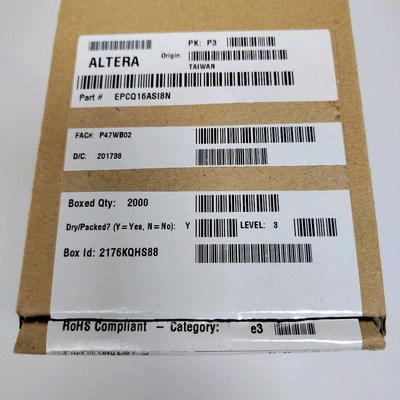 PK: P3
ALTERA
Origin:
TAIWAN
Part # EPCQ16ASI8N
FAC#: P47WB02
D/C: 201738
Boxed Qty: 2000
Dry/Packed? (Y=Yes, N=No): Y LEVEL: 3
Box Id: 2176KQHS88
RoHS Compliant – Category: e3